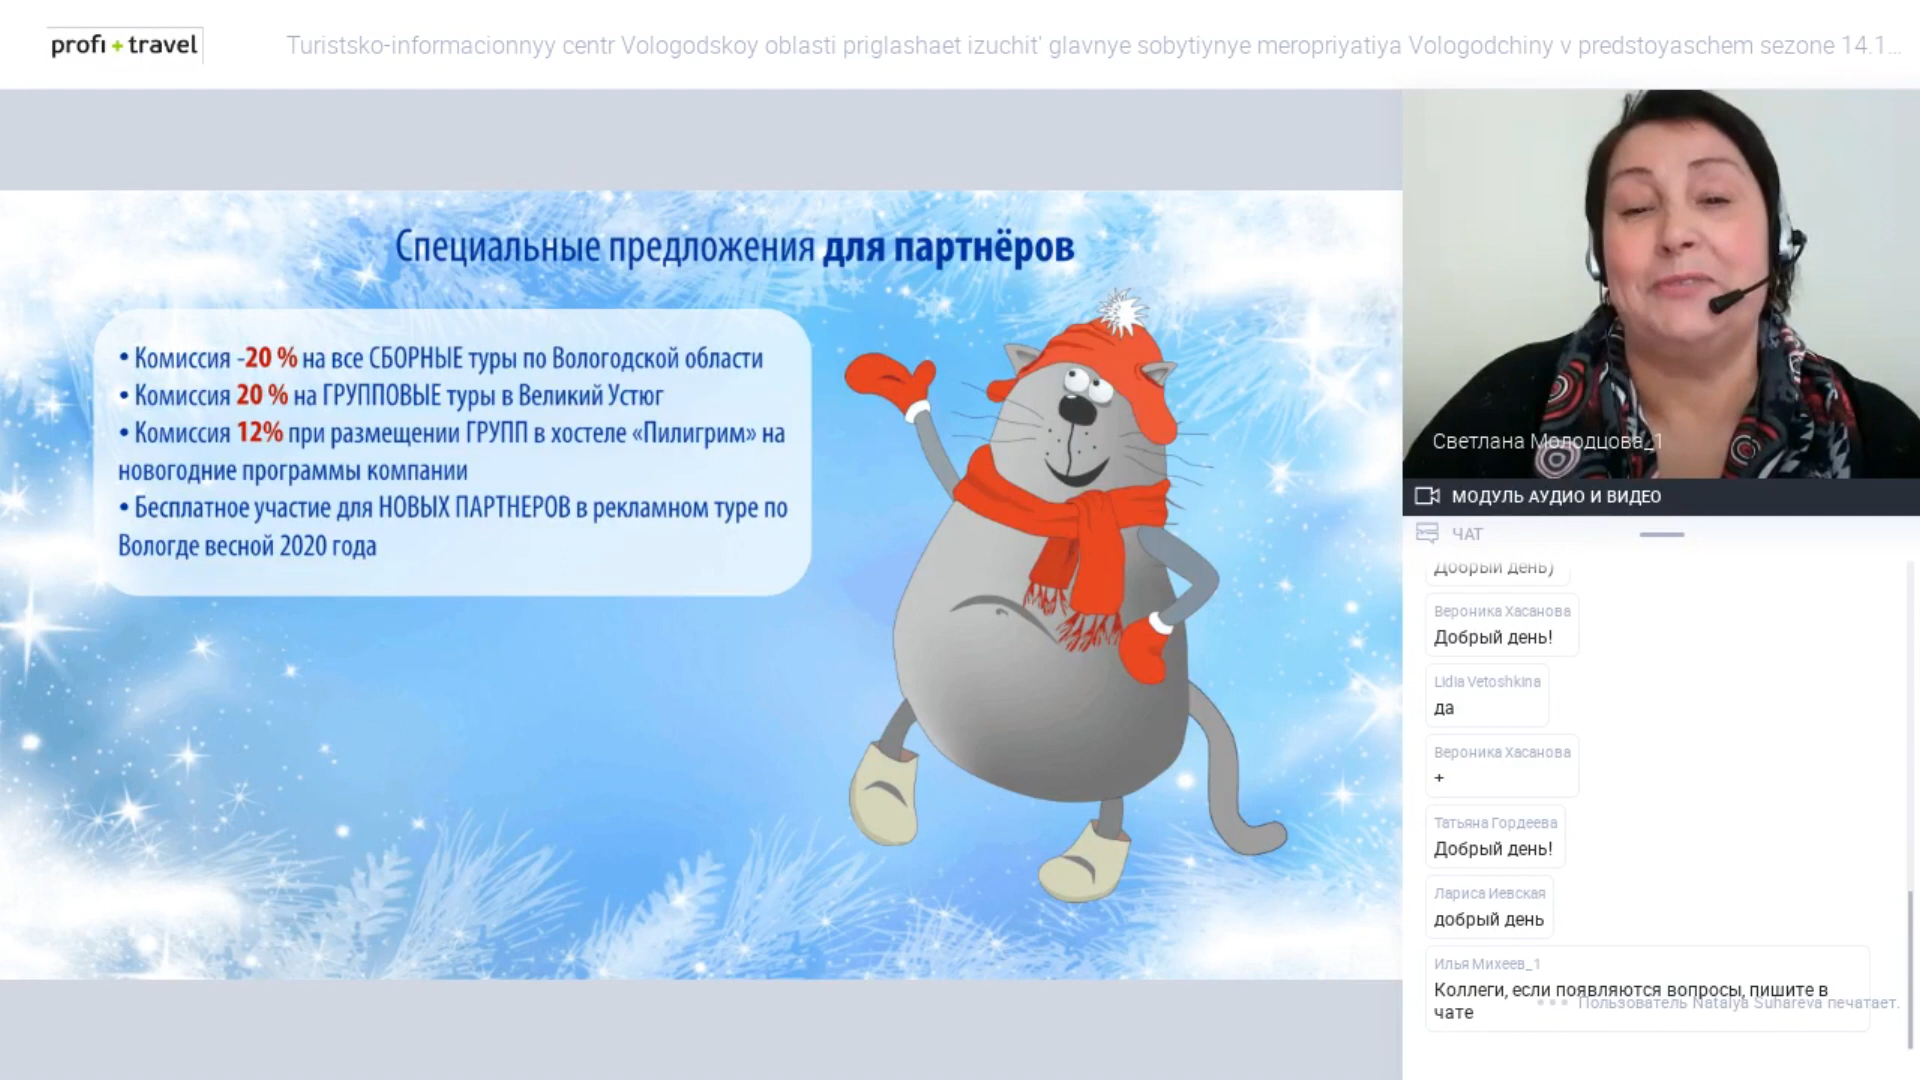 profi + travel
Turistsko-informacionnyy centr Vologodskoy oblasti priglashaet izuchit' glavnye sobytiynye meropriyatiya Vologodchiny v predstoyaschem sezone 14.1...
Специальные предложения для партнёров
• Комиссия -20 % на все СБОРНЫЕ туры по Вологодской области
• Комиссия 20 % на ГРУППОВЫЕ туры в Великий Устюг
• Комиссия 12% при размещении ГРУПП в хостеле «Пилигрим» на
новогодние программы компании
• Бесплатное участие для НОВЫХ ПАРТНЕРОВ в рекламном туре по
Вологде весной 2020 года
Светлана Молодцова_1
МОДУЛЬ АУДИО И ВИДЕО
ЧАТ
Добрый день)
Вероника Хасанова
Добрый день!
Lidia Vetoshkina
да
Вероника Хасанова
+
Татьяна Гордеева
Добрый день!
Лариса Иевская
добрый день
Илья Михеев_1
Коллеги, если появляются вопросы, пишите в
чате
Пользователь Natalya Suhareva печатает.